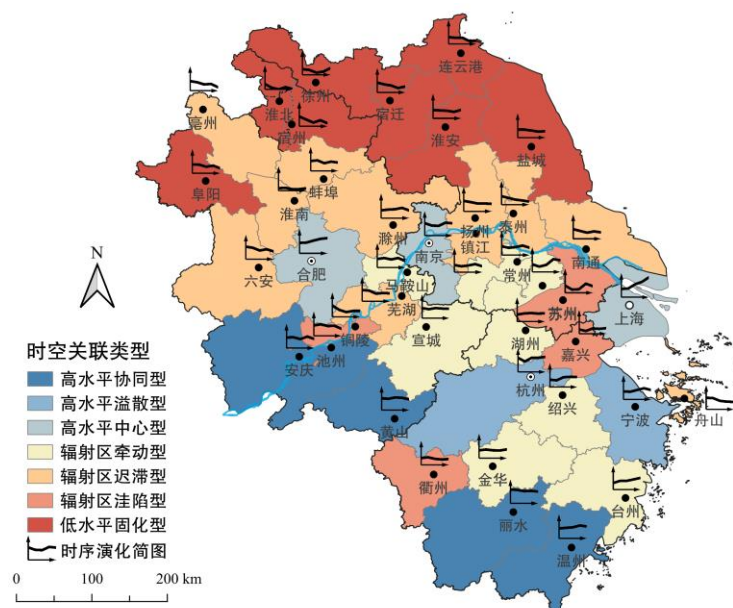 连云港
徐州
亳州
淮北
宿迁
宿州
淮安
盐城
阜阳
蚌埠
淮南
滁州
扬州
泰州
镇江
南京
南通
合肥
六安
常州
马鞍山
苏州
上海
芜湖
铜陵
宣城
湖州
嘉兴
安庆
池州
杭州
绍兴
宁波
舟山
黄山
衢州
金华
台州
丽水
温州
N
时空关联类型
高水平协同型
高水平溢散型
高水平中心型
辐射区牵动型
辐射区迟滞型
辐射区洼陷型
低水平固化型
时序演化简图
0 100 200 km